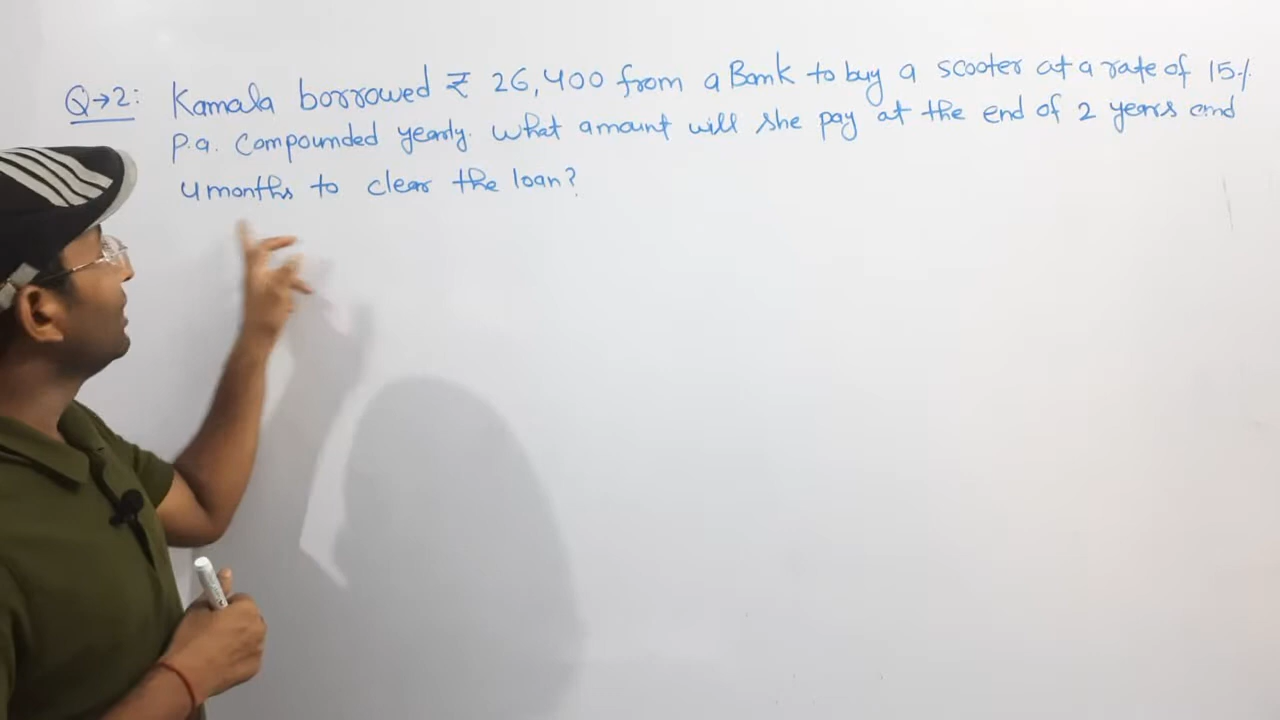 Q→2: Kamala borrowed ₹ 26,400 from a Bank to buy a scooter at a rate of 15%
p.a. Compounded yearly. What amount will she pay at the end of 2 years and
4 months to clear the loan?